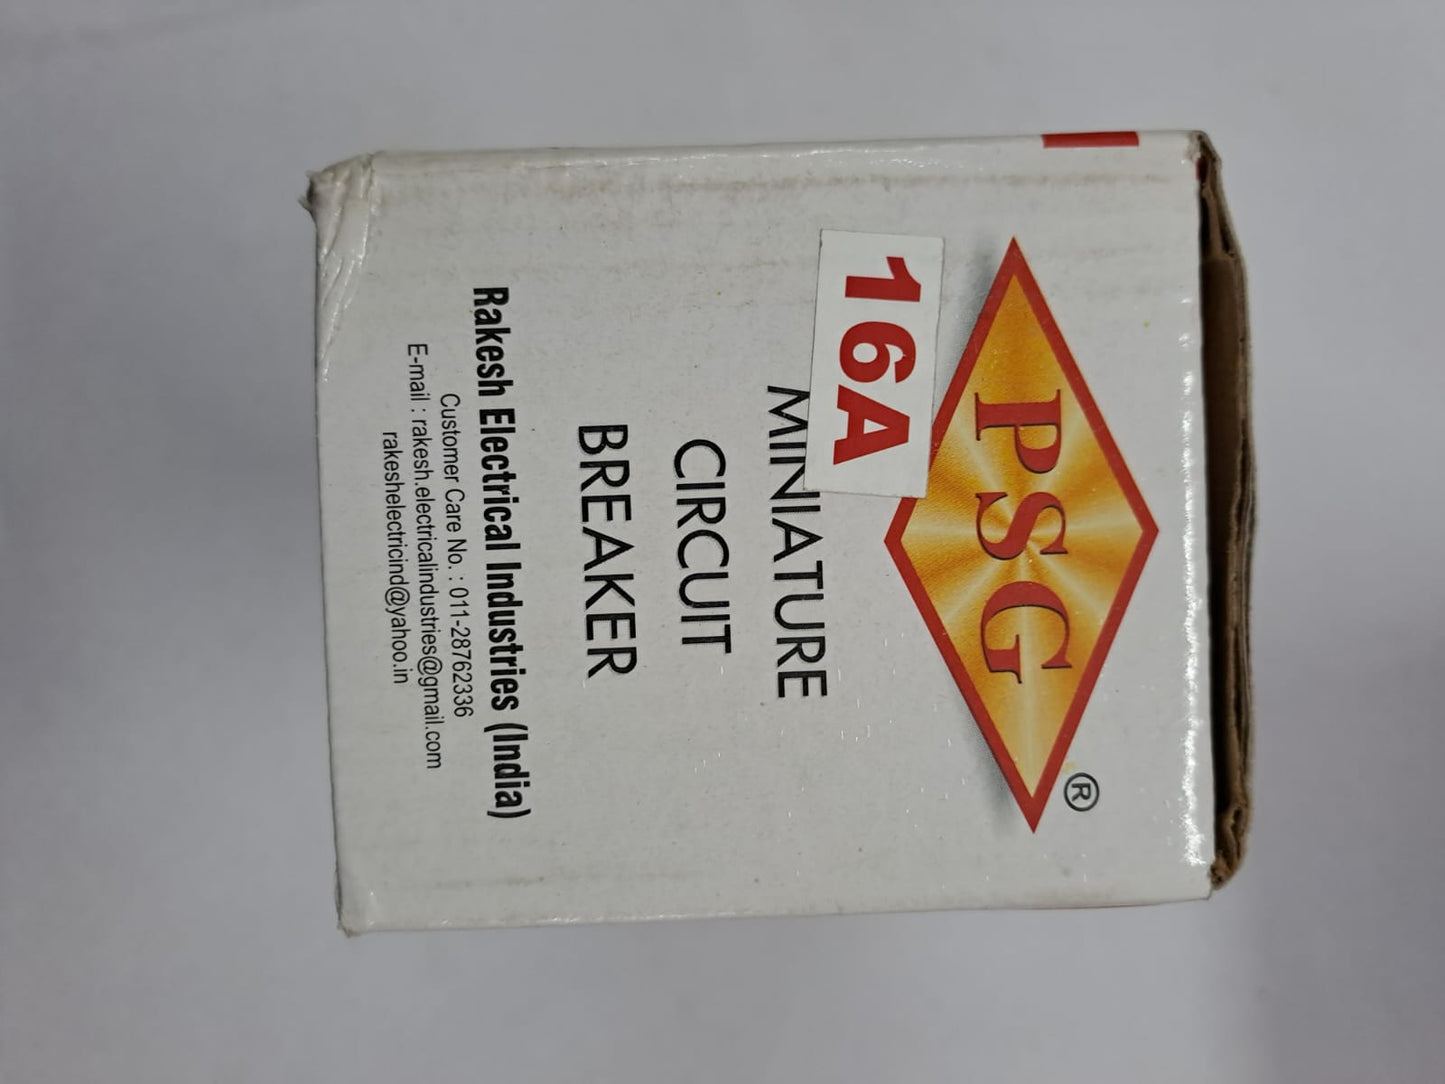 PSG
®
16A
MINIATURE
CIRCUIT
BREAKER
Rakesh Electrical Industries (India)
Customer Care No. : 011-28762336
E-mail : rakesh.electricalindustries@gmail.com
rakeshelectricind@yahoo.in